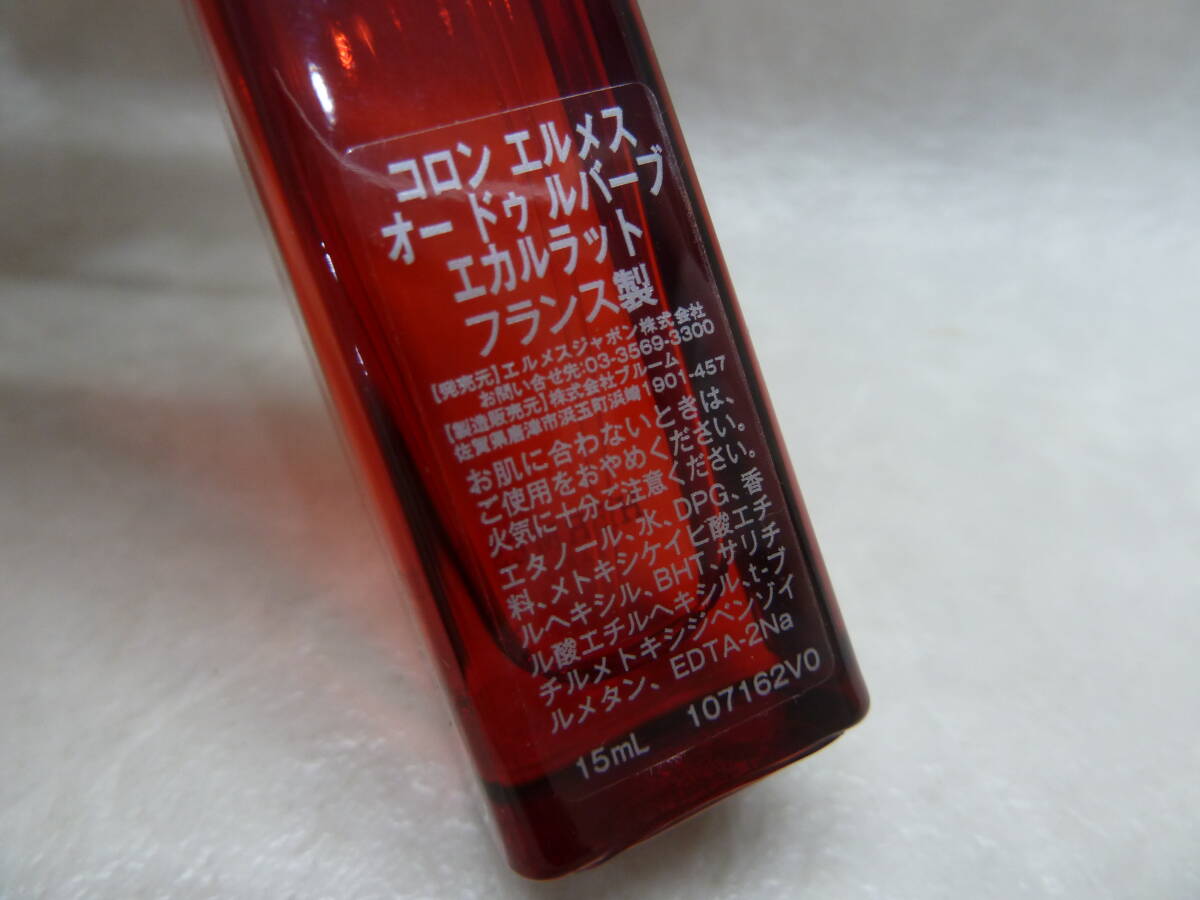 コロン エルメス
オー ドゥ ルバーブ
エカルラット
フランス製
【発売元】エルメスジャポン株式会社
お問い合せ先:03-3569-3300
【製造販売元】株式会社ブルーム
佐賀県唐津市浜玉町浜崎1901-457
お肌に合わないときは、
ご使用をおやめください。
火気に十分ご注意ください。
エタノール、水、DPG、香
料、メトキシケイヒ酸エチ
ルヘキシル、BHT、サリチ
ル酸エチルヘキシル、t-ブ
チルメトキシジベンゾイ
ルメタン、EDTA-2Na
15mL 107162V0